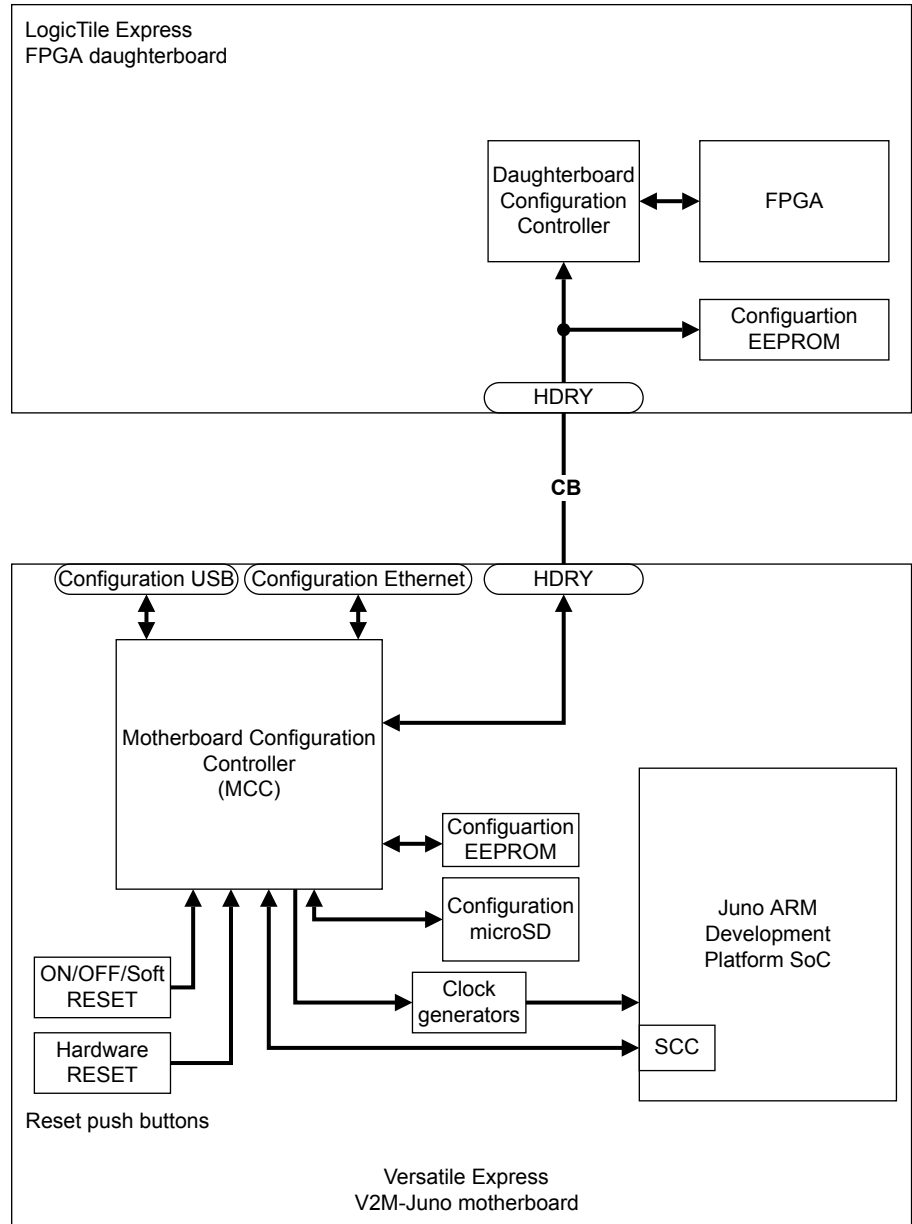 LogicTile Express
FPGA daughterboard
Daughterboard
Configuration
Controller
FPGA
Configuartion
EEPROM
HDRY
CB
Configuration USB
Configuration Ethernet
HDRY
Motherboard Configuration
Controller
(MCC)
Configuartion
EEPROM
Configuration
microSD
Juno ARM
Development
Platform SoC
ON/OFF/Soft
RESET
Clock
generators
Hardware
RESET
SCC
Reset push buttons
Versatile Express
V2M-Juno motherboard